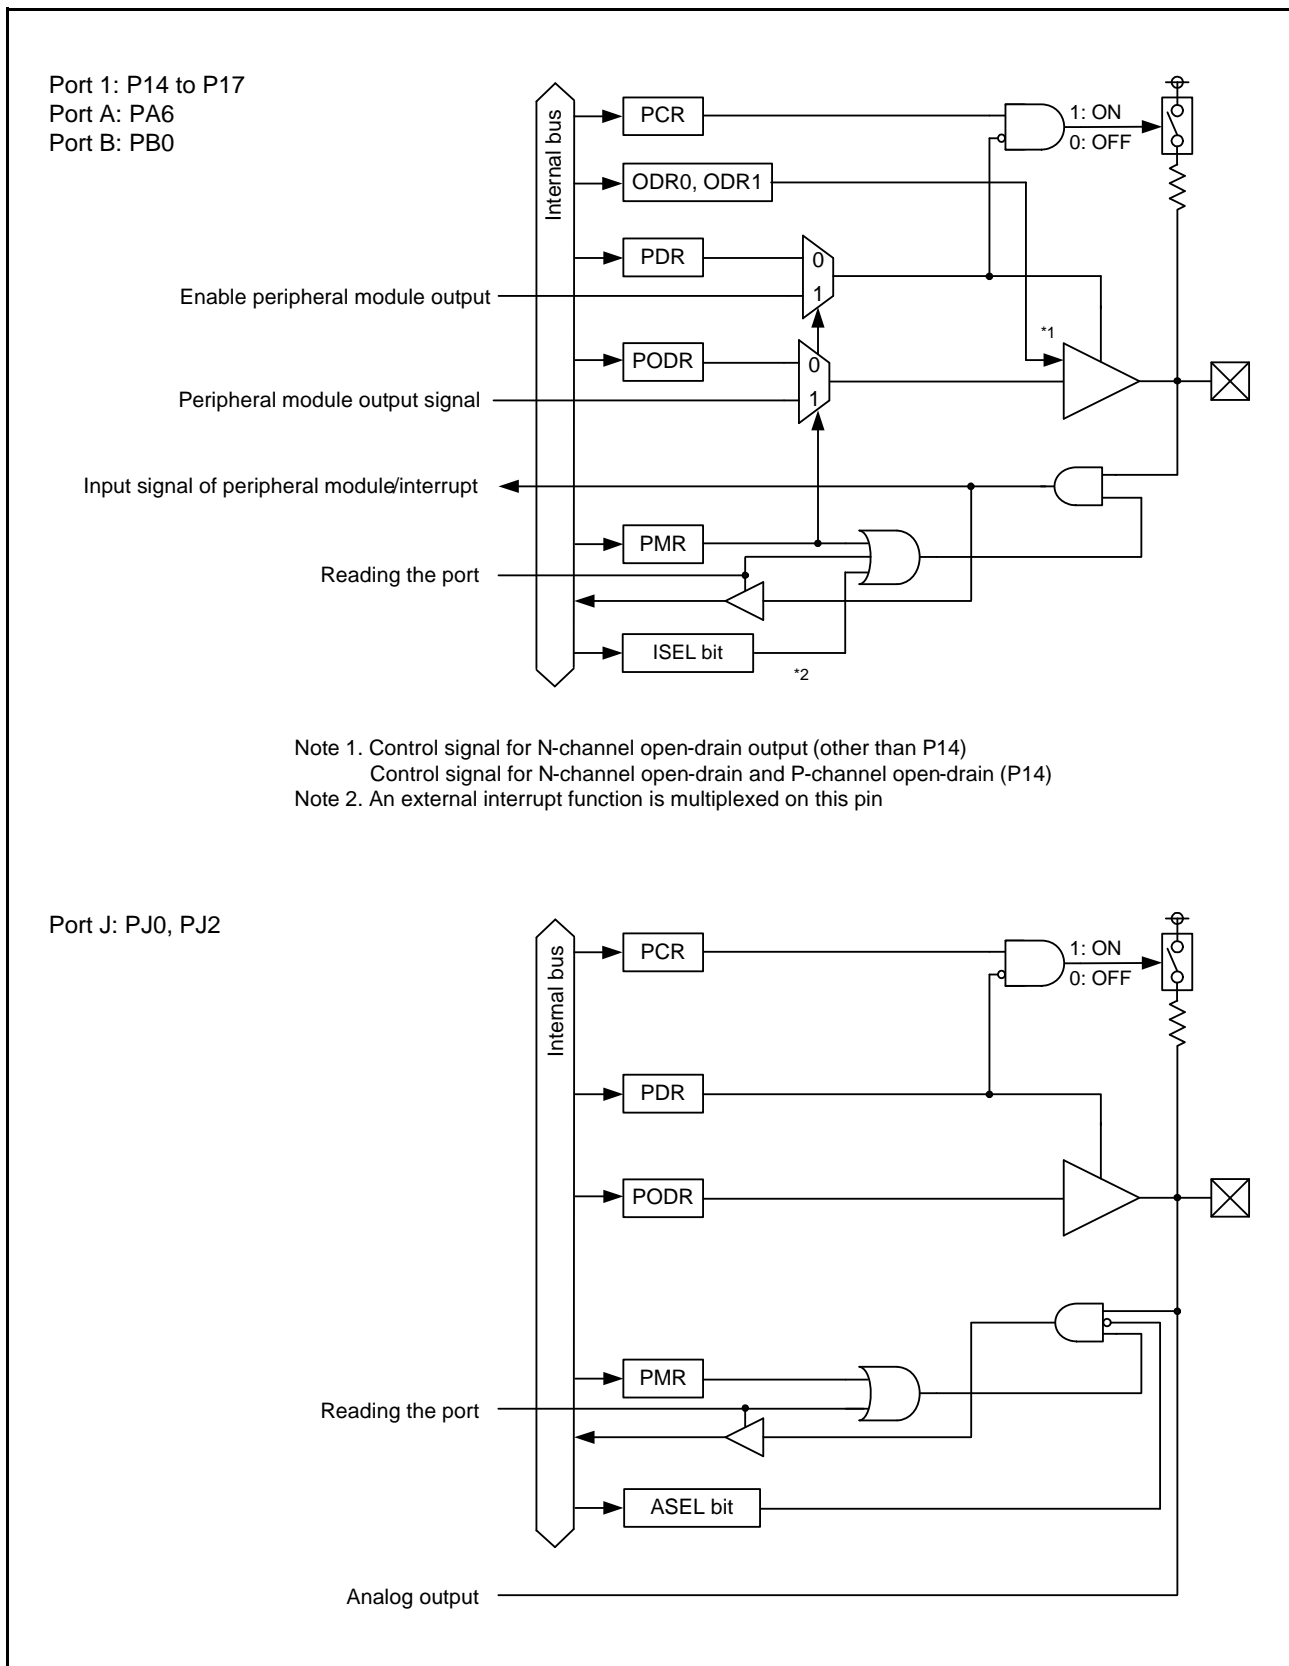 Port 1: P14 to P17
Port A: PA6
Port B: PB0
Internal bus
PCR
1: ON
0: OFF
ODR0, ODR1
PDR
0
Enable peripheral module output
1
*1
PODR
0
Peripheral module output signal
1
Input signal of peripheral module/interrupt
PMR
Reading the port
ISEL bit
*2
Note 1. Control signal for N-channel open-drain output (other than P14)
Control signal for N-channel open-drain and P-channel open-drain (P14)
Note 2. An external interrupt function is multiplexed on this pin
Port J: PJ0, PJ2
Internal bus
PCR
1: ON
0: OFF
PDR
PODR
PMR
Reading the port
ASEL bit
Analog output